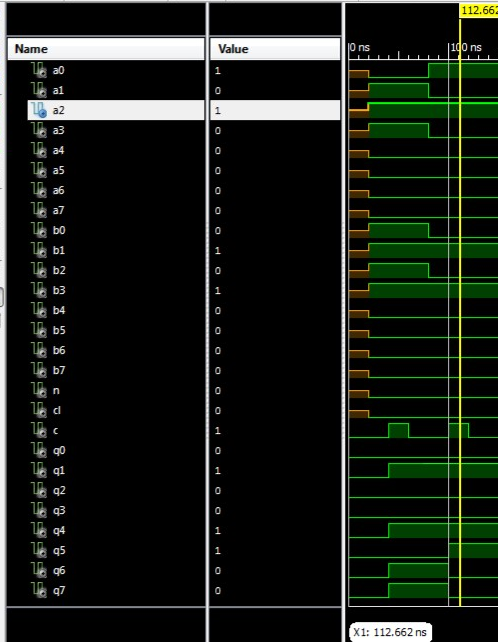 112.662
Name Value
0 ns 100 ns
a0 1
a1 0
a2 1
a3 0
a4 0
a5 0
a6 0
a7 0
b0 0
b1 1
b2 0
b3 1
b4 0
b5 0
b6 0
b7 0
n 0
cl 0
c 1
q0 0
q1 1
q2 0
q3 0
q4 1
q5 1
q6 0
q7 0
X1: 112.662 ns